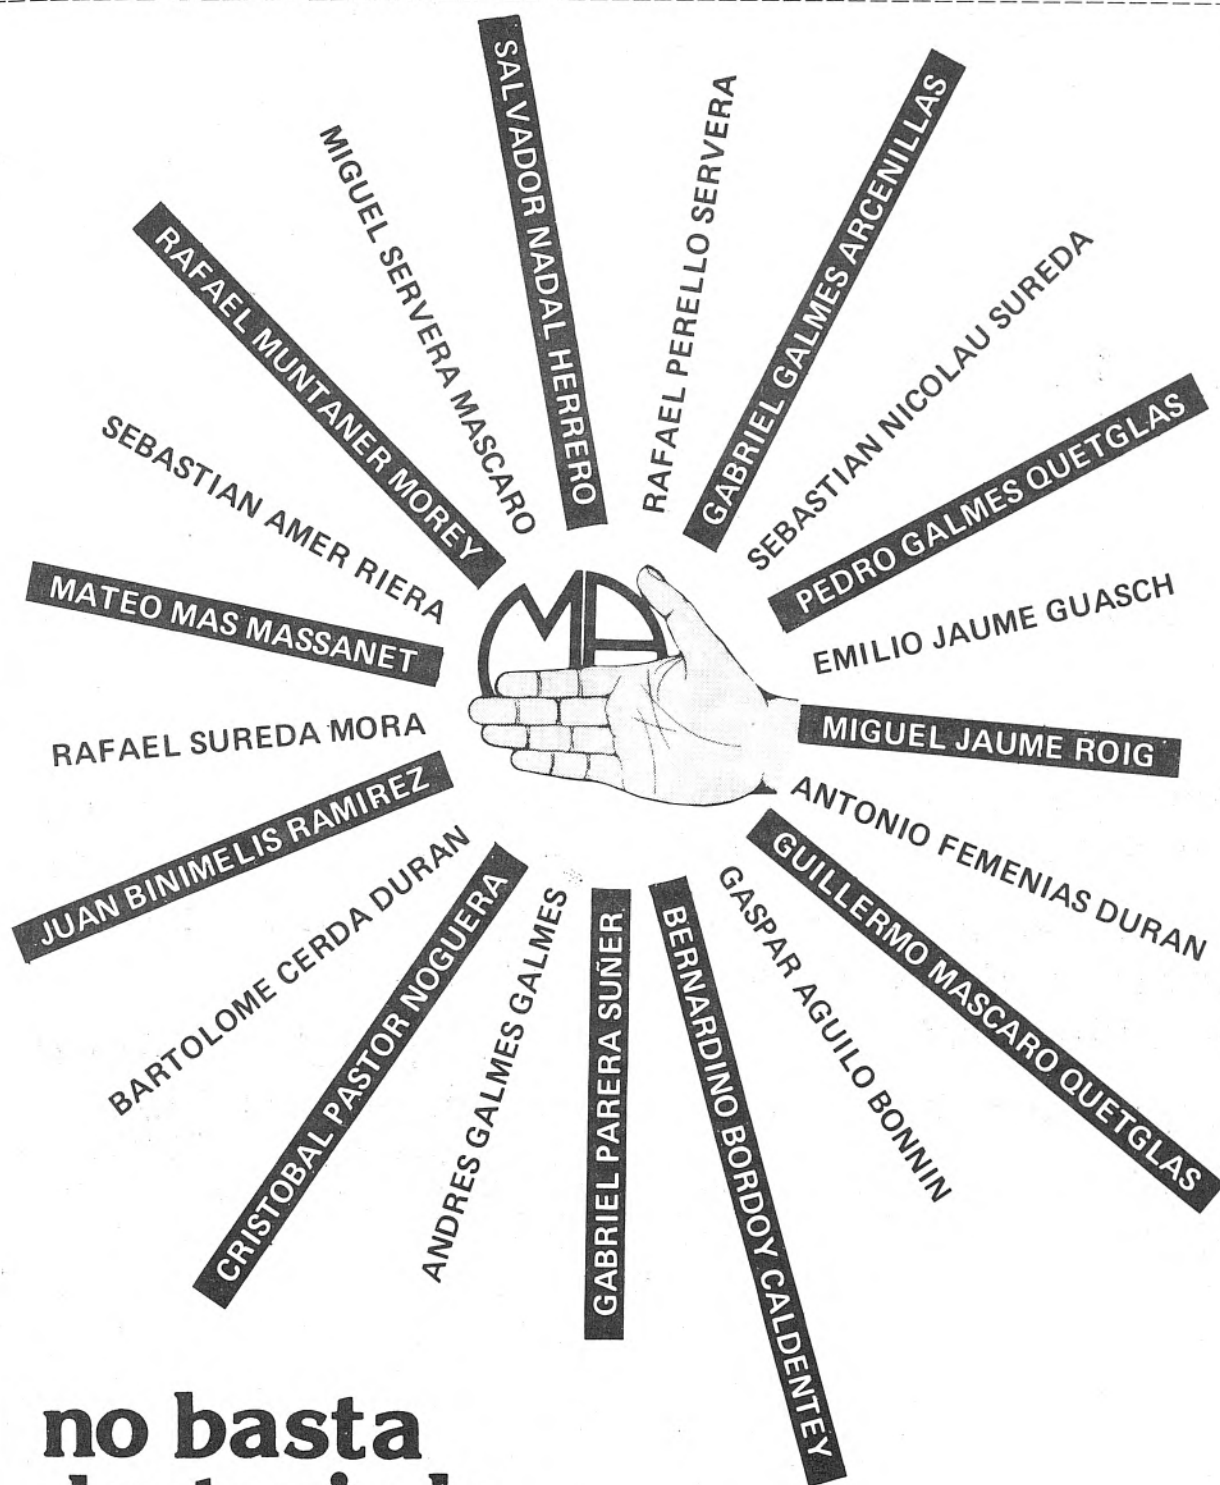 SALVADOR NADAL HERRERO
RAFAEL PERELLO SERVERA
GABRIEL GALMES ARCENILLAS
SEBASTIAN NICOLAU SUREDA
PEDRO GALMES QUETGLAS
EMILIO JAUME GUASCH
MIGUEL JAUME ROIG
ANTONIO FEMENIAS DURAN
GUILLERMO MASCARO QUETGLAS
GASPAR AGUILO BONNIN
BERNARDINO BORDOY CALDENTEY
GABRIEL PARERA SUÑER
ANDRES GALMES GALMES
CRISTOBAL PASTOR NOGUERA
BARTOLOME CERDA DURAN
JUAN BINIMELIS RAMIREZ
RAFAEL SUREDA MORA
MATEO MAS MASSANET
SEBASTIAN AMER RIERA
RAFAEL MUNTANER MOREY
MIGUEL SERVERA MASCARO
MA
no basta